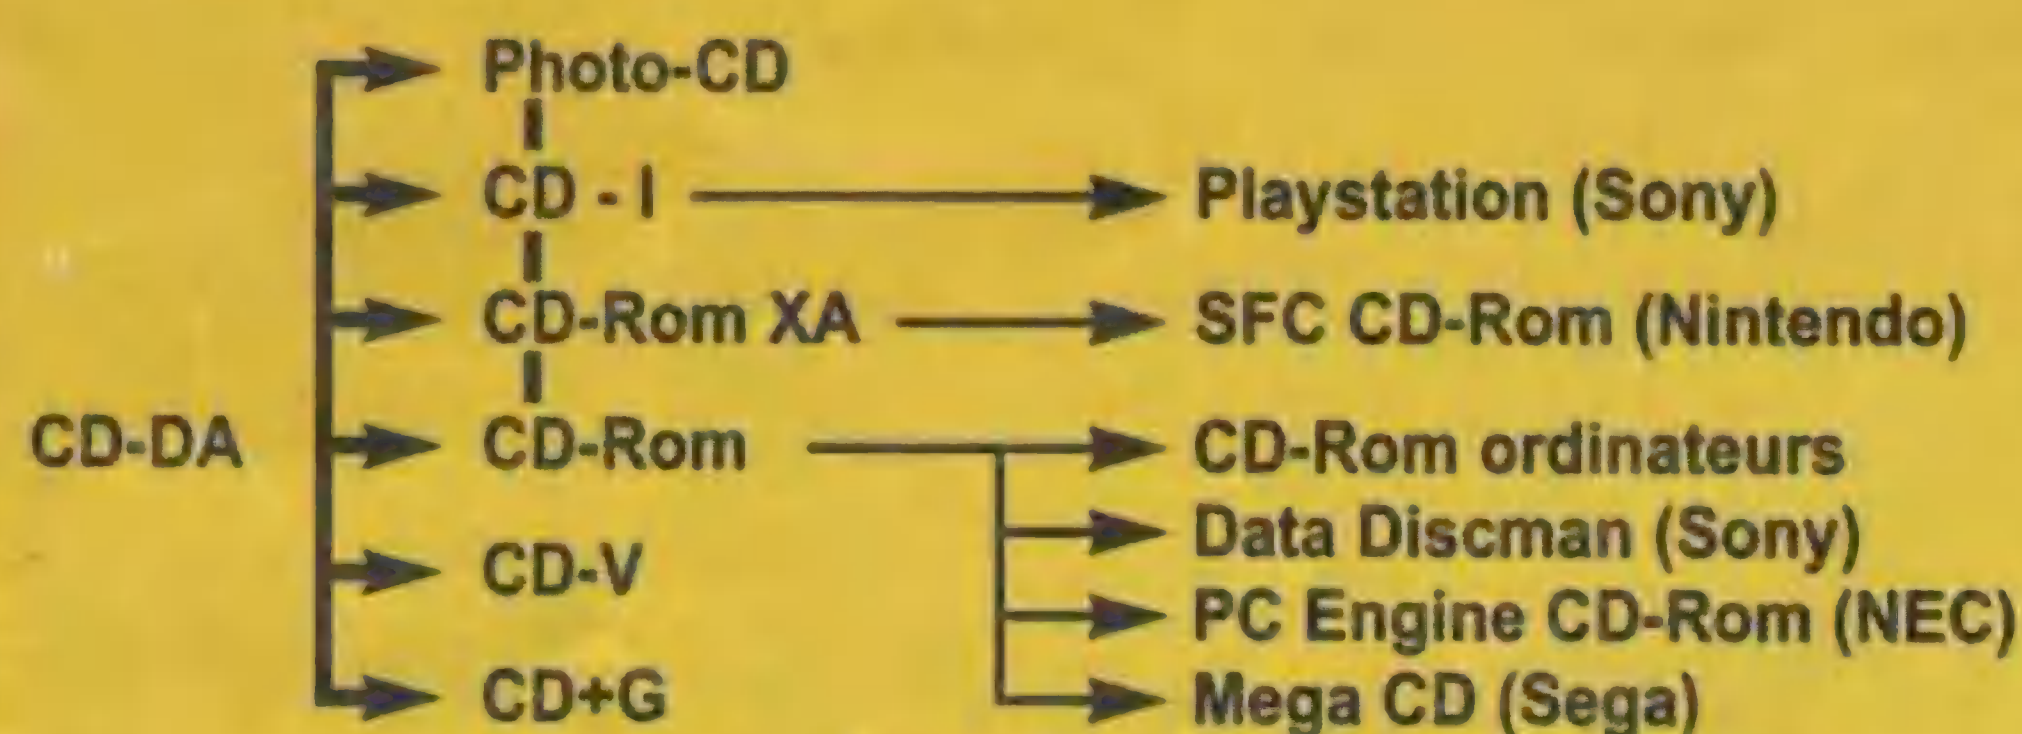 Photo-CD
CD - I Playstation (Sony)
CD-Rom XA SFC CD-Rom (Nintendo)
CD-DA CD-Rom CD-Rom ordinateurs
Data Discman (Sony)
CD-V
PC Engine CD-Rom (NEC)
CD+G Mega CD (Sega)